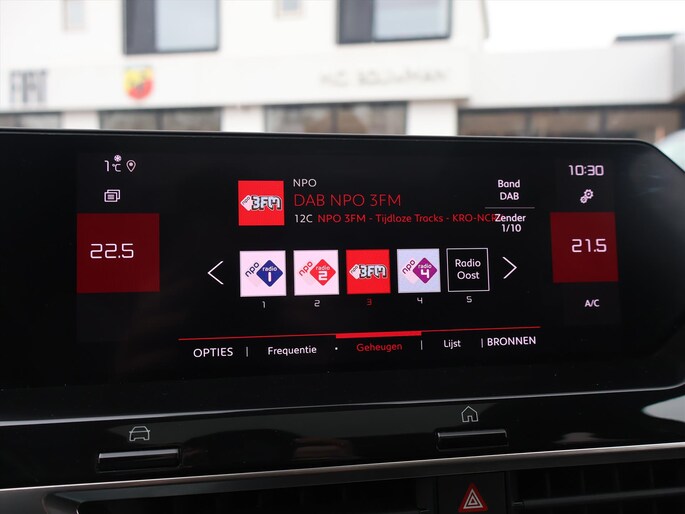 FIAT
1°C
10:30
NPO
DAB NPO 3FM
12C NPO 3FM - Tijdloze Tracks - KRO-NCR
Band
DAB
Zender
1/10
22.5
21.5
3FM
npo radio 1
npo radio 2
3FM
npo radio 4
Radio
Oost
1 2 3 4 5
A/C
OPTIES | Frequentie · Geheugen | Lijst | BRONNEN